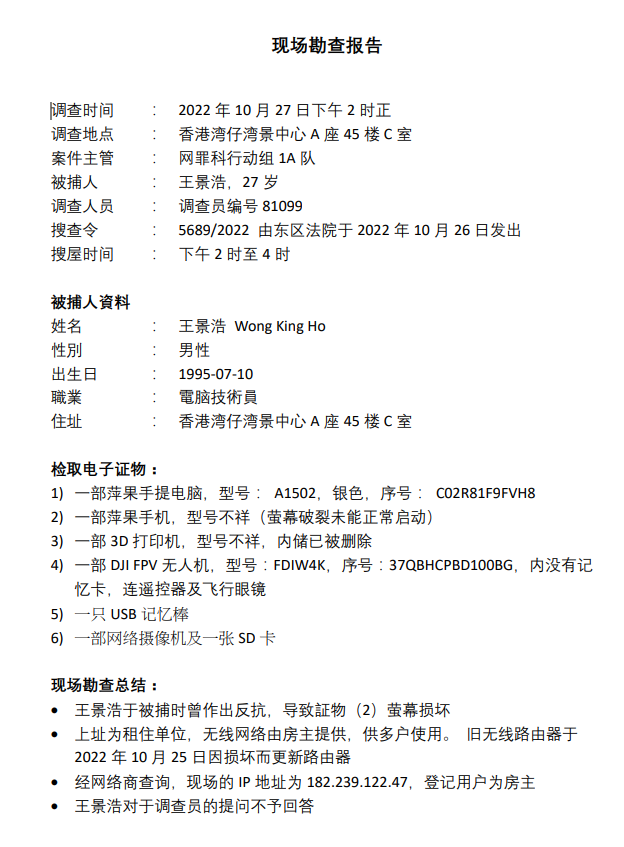 现场勘查报告
调查时间 : 2022 年 10 月 27 日下午 2 时正
调查地点 : 香港湾仔湾景中心 A 座 45 楼 C 室
案件主管 : 网罪科行动组 1A 队
被捕人 : 王景浩，27 岁
调查人员 : 调查员编号 81099
搜查令 : 5689/2022 由东区法院于 2022 年 10 月 26 日发出
搜屋时间 : 下午 2 时至 4 时
被捕人資料
姓名 : 王景浩 Wong King Ho
性別 : 男性
出生日 : 1995-07-10
職業 : 電脑技術員
住址 : 香港湾仔湾景中心 A 座 45 楼 C 室
检取电子证物：
1) 一部萍果手提电脑，型号： A1502，银色，序号： C02R81F9FVH8
2) 一部萍果手机，型号不祥（萤幕破裂未能正常启动）
3) 一部 3D 打印机，型号不祥，内储已被删除
4) 一部 DJI FPV 无人机，型号：FDIW4K，序号：37QBHCPBD100BG，内没有记
忆卡，连遥控器及飞行眼镜
5) 一只 USB 记忆棒
6) 一部网络摄像机及一张 SD 卡
现场勘查总结：
• 王景浩于被捕时曾作出反抗，导致証物（2）萤幕损坏
• 上址为租住单位，无线网络由房主提供，供多户使用。 旧无线路由器于
2022 年 10 月 25 日因损坏而更新路由器
• 经网络商查询，现场的 IP 地址为 182.239.122.47，登记用户为房主
• 王景浩对于调查员的提问不予回答